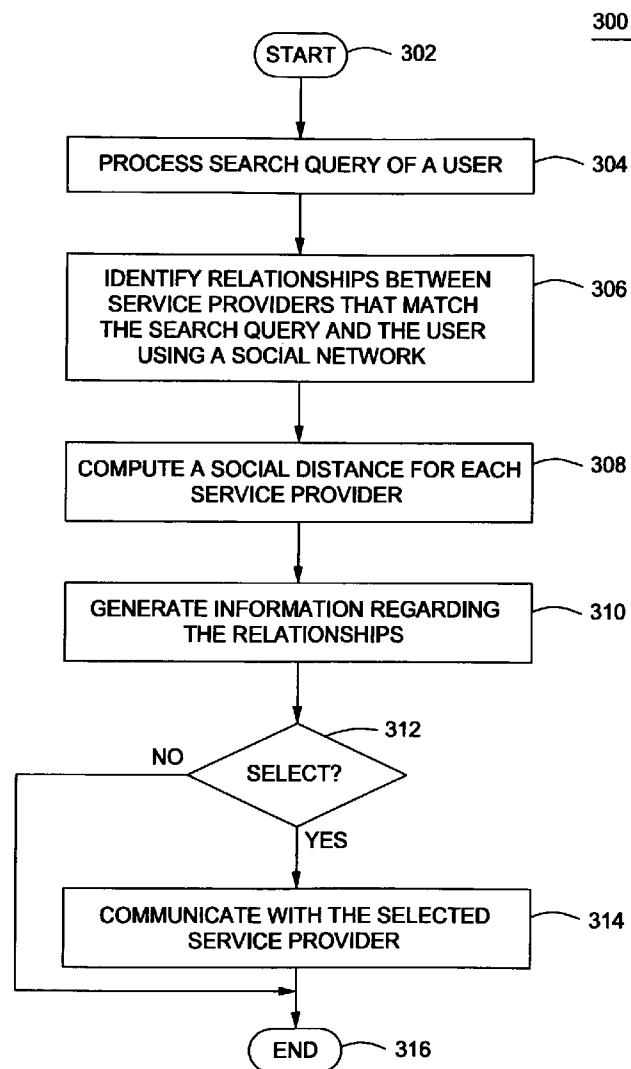 300
START
302
PROCESS SEARCH QUERY OF A USER
304
IDENTIFY RELATIONSHIPS BETWEEN
SERVICE PROVIDERS THAT MATCH
THE SEARCH QUERY AND THE USER
USING A SOCIAL NETWORK
306
COMPUTE A SOCIAL DISTANCE FOR EACH
SERVICE PROVIDER
308
GENERATE INFORMATION REGARDING
THE RELATIONSHIPS
310
312
NO
SELECT?
YES
COMMUNICATE WITH THE SELECTED
SERVICE PROVIDER
314
END
316